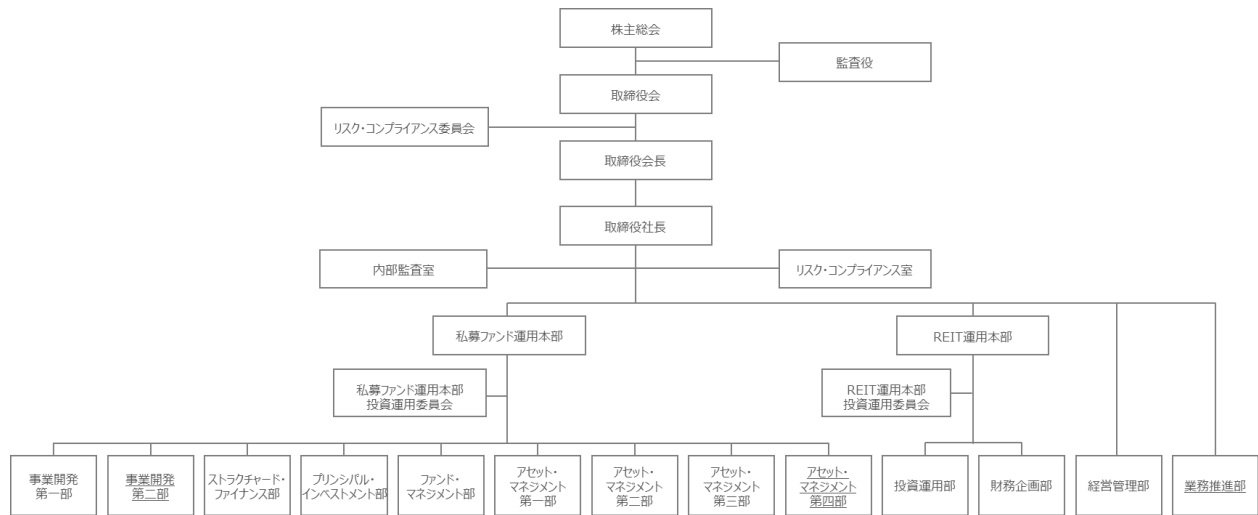 株主総会
監査役
取締役会
リスク・コンプライアンス委員会
取締役会長
取締役社長
内部監査室
リスク・コンプライアンス室
私募ファンド運用本部
REIT運用本部
私募ファンド運用本部
投資運用委員会
REIT運用本部
投資運用委員会
事業開発
第一部
事業開発
第二部
ストラクチャード・
ファイナンス部
プリンシパル・
インベストメント部
ファンド・
マネジメント部
アセット・
マネジメント
第一部
アセット・
マネジメント
第二部
アセット・
マネジメント
第三部
アセット・
マネジメント
第四部
投資運用部
財務企画部
経営管理部
業務推進部